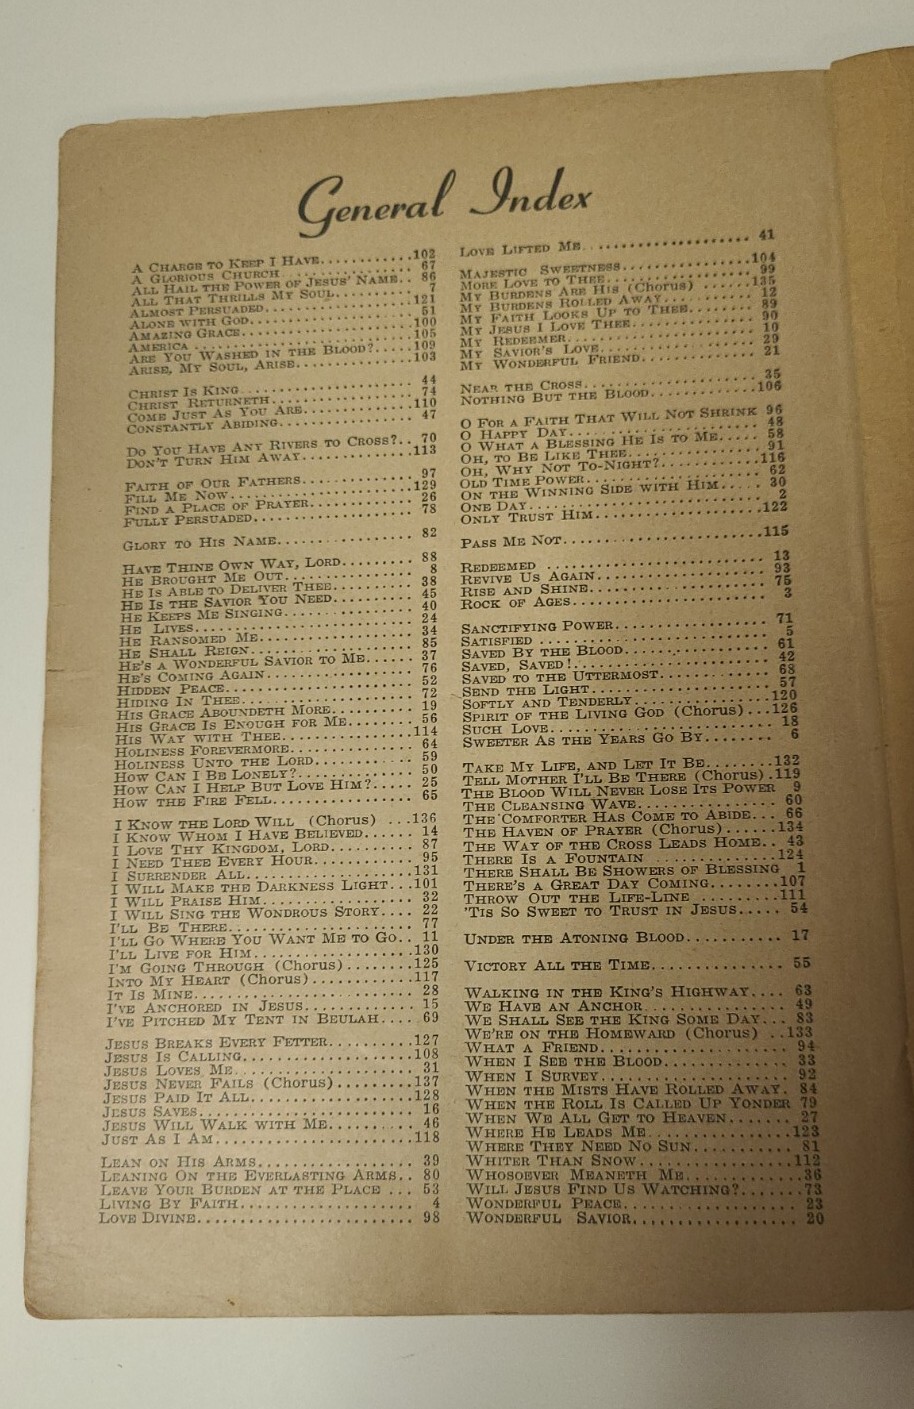 General Index
A Charge to Keep I Have............102
A Glorious Church............ 67
All Hail the Power of Jesus' Name.. 86
All That Thrills My Soul............ 7
Almost Persuaded............121
Alone with God............ 51
Amazing Grace............100
America............105
Are You Washed in the Blood?.....109
Arise, My Soul, Arise............103
Christ Is King............ 44
Christ Returneth............ 74
Come Just As You Are............110
Constantly Abiding............ 47
Do You Have Any Rivers to Cross?.. 70
Don't Turn Him Away............113
Faith of Our Fathers............ 97
Fill Me Now............129
Find a Place of Prayer............ 26
Fully Persuaded............ 78
Glory to His Name............ 82
Have Thine Own Way, Lord......... 88
He Brought Me Out............ 8
He Is Able to Deliver Thee......... 38
He Is the Savior You Need......... 45
He Keeps Me Singing............ 40
He Lives............ 24
He Ransomed Me............ 34
He Shall Reign............ 85
He's a Wonderful Savior to Me...... 37
He's Coming Again............ 76
Hidden Peace............ 52
Hiding In Thee............ 72
His Grace Aboundeth More......... 19
His Grace Is Enough for Me....... 56
His Way with Thee............114
Holiness Forevermore............ 64
Holiness Unto the Lord............ 59
How Can I Be Lonely?............ 50
How Can I Help But Love Him?..... 25
How the Fire Fell............ 65
I Know the Lord Will (Chorus) ...136
I Know Whom I Have Believed...... 14
I Love Thy Kingdom, Lord......... 87
I Need Thee Every Hour............ 95
I Surrender All............131
I Will Make the Darkness Light...101
I Will Praise Him............ 32
I Will Sing the Wondrous Story.... 22
I'll Be There............ 77
I'll Go Where You Want Me to Go.. 11
I'll Live for Him............130
I'm Going Through (Chorus)........125
Into My Heart (Chorus)............117
It Is Mine............ 28
I've Anchored in Jesus............ 15
I've Pitched My Tent in Beulah.... 69
Jesus Breaks Every Fetter.........127
Jesus Is Calling............108
Jesus Loves Me............ 31
Jesus Never Fails (Chorus).........137
Jesus Paid It All............128
Jesus Saves............ 16
Jesus Will Walk with Me......... 46
Just As I Am............118
Lean on His Arms............ 39
Leaning On the Everlasting Arms.. 80
Leave Your Burden at the Place ... 53
Living By Faith............ 4
Love Divine............ 98
Love Lifted Me............ 41
Majestic Sweetness............104
More Love to Thee............ 99
My Burdens Are His (Chorus) ......135
My Burdens Rolled Away......... 12
My Faith Looks Up to Thee........ 89
My Jesus I Love Thee............ 90
My Redeemer............ 10
My Savior's Love............ 29
My Wonderful Friend............ 21
Near the Cross............ 35
Nothing But the Blood............106
O For a Faith That Will Not Shrink 96
O Happy Day............ 48
O What a Blessing He Is to Me..... 58
Oh, to Be Like Thee............ 91
Oh, Why Not To-Night?............116
Old Time Power............ 62
On the Winning Side with Him..... 30
One Day............ 2
Only Trust Him............122
Pass Me Not............115
Redeemed ............ 13
Revive Us Again............ 93
Rise and Shine............ 75
Rock of Ages............ 3
Sanctifying Power............ 71
Satisfied ............ 5
Saved By the Blood............ 61
Saved, Saved!............ 42
Saved to the Uttermost............ 68
Send the Light............ 57
Softly and Tenderly............120
Spirit of the Living God (Chorus)...126
Such Love............ 18
Sweeter As the Years Go By........ 6
Take My Life, and Let It Be........132
Tell Mother I'll Be There (Chorus) .119
The Blood Will Never Lose Its Power 9
The Cleansing Wave............ 60
The Comforter Has Come to Abide... 66
The Haven of Prayer (Chorus)......134
The Way of the Cross Leads Home.. 43
There Is a Fountain ............124
There Shall Be Showers of Blessing 1
There's a Great Day Coming........107
Throw Out the Life-Line ..........111
'Tis So Sweet to Trust in Jesus..... 54
Under the Atoning Blood........... 17
Victory All the Time............ 55
Walking in the King's Highway.... 63
We Have an Anchor............ 49
We Shall See the King Some Day... 83
We're on the Homeward (Chorus) ..133
What a Friend............ 94
When I See the Blood............ 33
When I Survey............ 92
When the Mists Have Rolled Away. 84
When the Roll Is Called Up Yonder 79
When We All Get to Heaven....... 27
Where He Leads Me............123
Where They Need No Sun........... 81
Whiter Than Snow............112
Whosoever Meaneth Me............ 36
Will Jesus Find Us Watching?....... 73
Wonderful Peace............ 23
Wonderful Savior............ 20